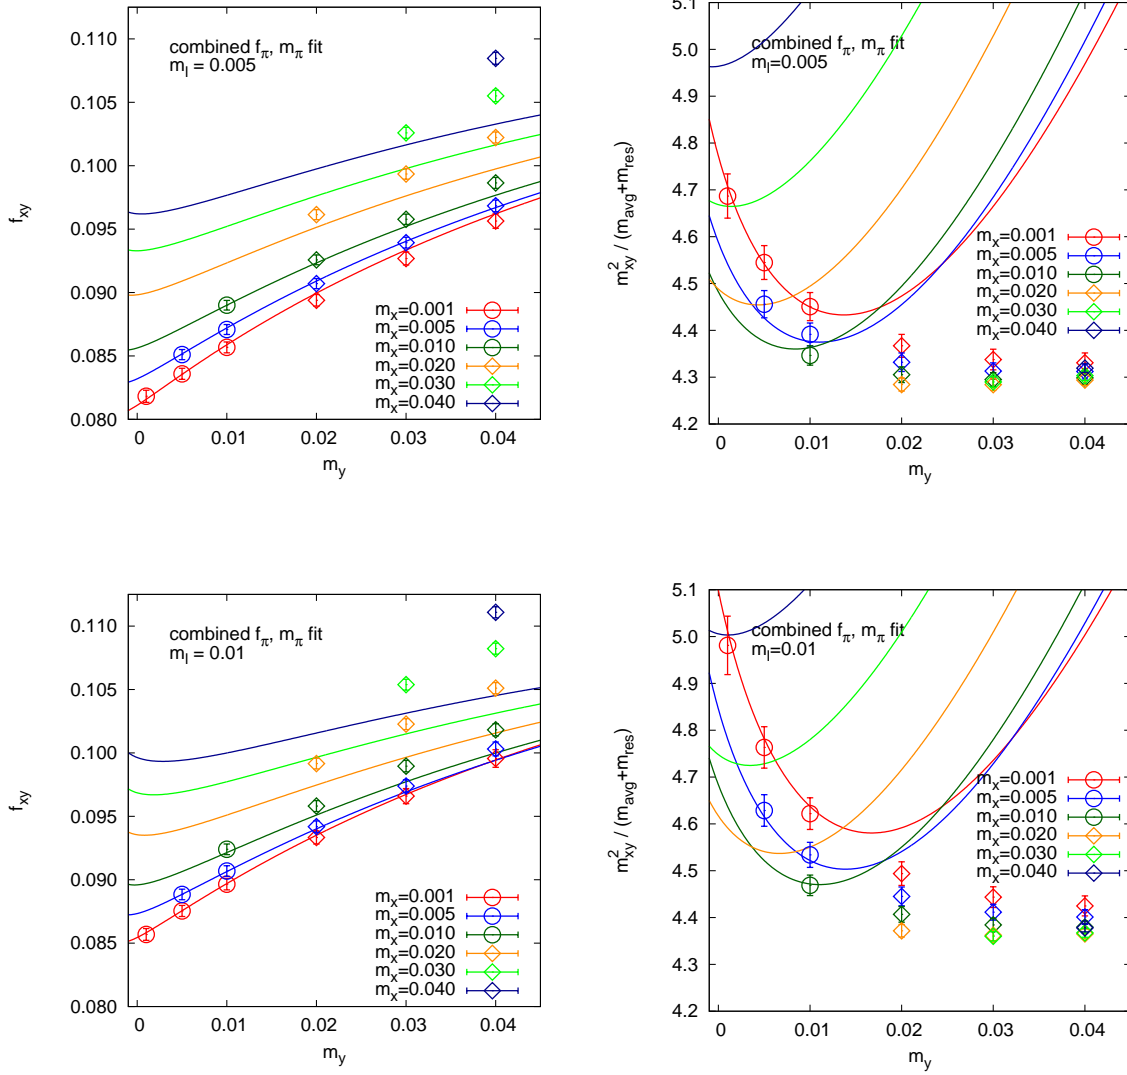 combined f_π, m_π fit
m_l = 0.005
f_xy
0.110
0.105
0.100
0.095
0.090
0.085
0.080
m_x=0.001
m_x=0.005
m_x=0.010
m_x=0.020
m_x=0.030
m_x=0.040
0
0.01
0.02
0.03
0.04
m_y
combined f_π, m_π fit
m_l=0.005
m²_xy / (m_avg+m_res)
5.1
5.0
4.9
4.8
4.7
4.6
4.5
4.4
4.3
4.2
m_x=0.001
m_x=0.005
m_x=0.010
m_x=0.020
m_x=0.030
m_x=0.040
0
0.01
0.02
0.03
0.04
m_y
combined f_π, m_π fit
m_l = 0.01
f_xy
0.110
0.105
0.100
0.095
0.090
0.085
0.080
m_x=0.001
m_x=0.005
m_x=0.010
m_x=0.020
m_x=0.030
m_x=0.040
0
0.01
0.02
0.03
0.04
m_y
combined f_π, m_π fit
m_l=0.01
m²_xy / (m_avg+m_res)
5.1
5.0
4.9
4.8
4.7
4.6
4.5
4.4
4.3
4.2
m_x=0.001
m_x=0.005
m_x=0.010
m_x=0.020
m_x=0.030
m_x=0.040
0
0.01
0.02
0.03
0.04
m_y